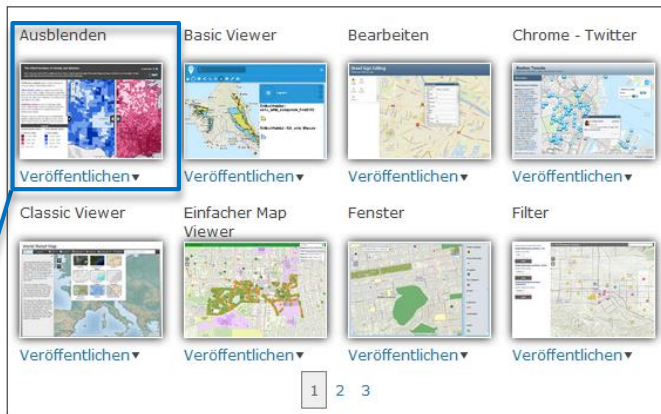 Ausblenden
Basic Viewer
Bearbeiten
Chrome - Twitter
Veröffentlichen▾
Veröffentlichen▾
Veröffentlichen▾
Veröffentlichen▾
Classic Viewer
Einfacher Map
Viewer
Fenster
Filter
Veröffentlichen▾
Veröffentlichen▾
Veröffentlichen▾
Veröffentlichen▾
1 2 3